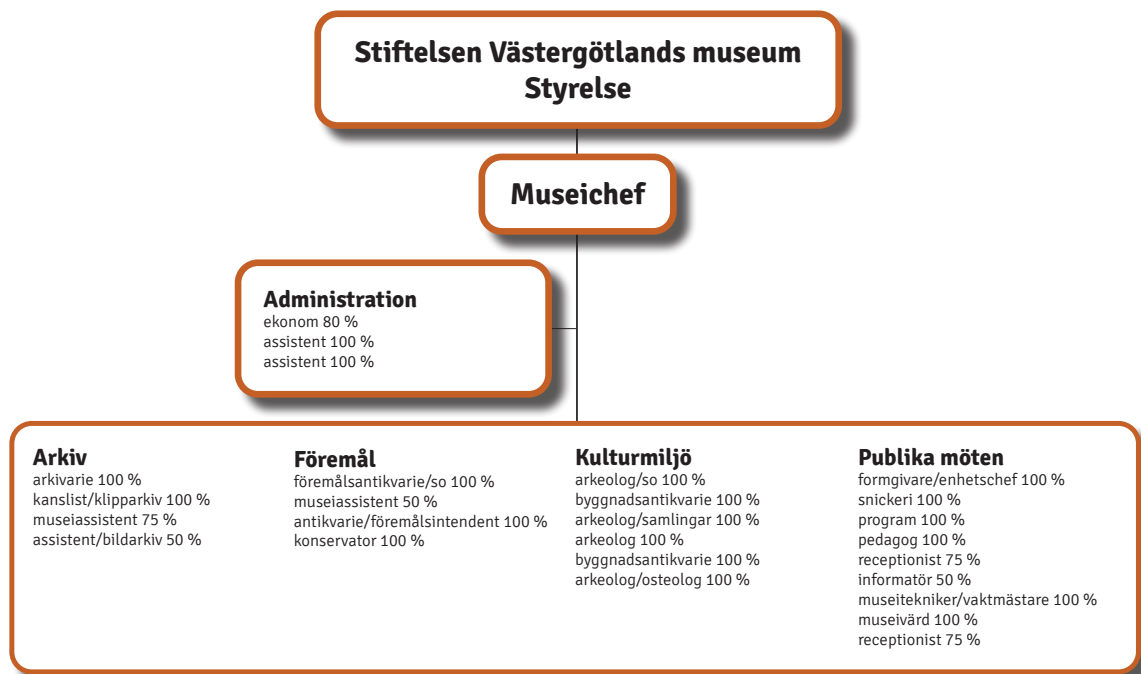 Stiftelsen Västergötlands museum
Styrelse
Museichef
Administration
ekonom 80 %
assistent 100 %
assistent 100 %
Arkiv
arkivarie 100 %
kanslist/klipparkiv 100 %
museiassistent 75 %
assistent/bildarkiv 50 %
Föremål
föremålsantikvarie/so 100 %
museiassistent 50 %
antikvarie/föremålsintendent 100 %
konservator 100 %
Kulturmiljö
arkeolog/so 100 %
byggnadsantikvarie 100 %
arkeolog/samlingar 100 %
arkeolog 100 %
byggnadsantikvarie 100 %
arkeolog/osteolog 100 %
Publika möten
formgivare/enhetschef 100 %
snickeri 100 %
program 100 %
pedagog 100 %
receptionist 75 %
informatör 50 %
museitekniker/vaktmästare 100 %
museivärd 100 %
receptionist 75 %